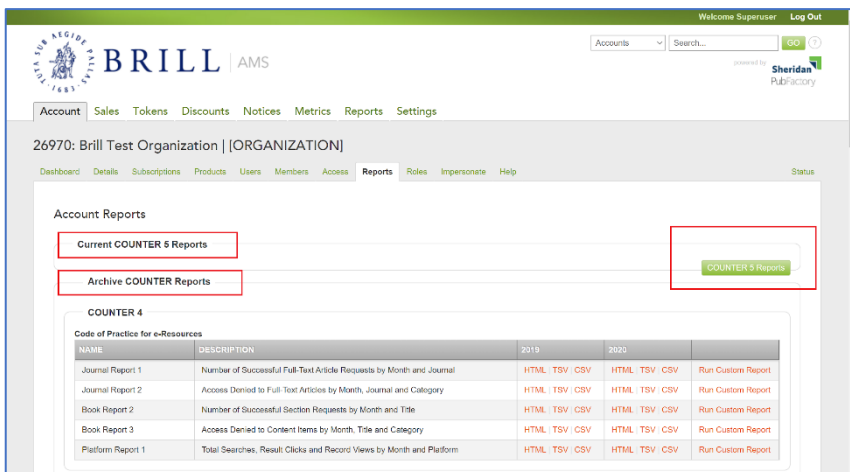 Welcome Superuser Log Out
SUB AEGIDE PALLAS
TUTA
·1683·
BRILL AMS
Accounts Search... GO ?
powered by
Sheridan
PubFactory
Account Sales Tokens Discounts Notices Metrics Reports Settings
26970: Brill Test Organization | [ORGANIZATION]
Dashboard Details Subscriptions Products Users Members Access Reports Roles Impersonate Help Status
Account Reports
Current COUNTER 5 Reports
COUNTER 5 Reports
Archive COUNTER Reports
COUNTER 4
Code of Practice for e-Resources
NAME DESCRIPTION 2019 2020
Journal Report 1 Number of Successful Full-Text Article Requests by Month and Journal HTML | TSV | CSV HTML | TSV | CSV Run Custom Report
Journal Report 2 Access Denied to Full-Text Articles by Month, Journal and Category HTML | TSV | CSV HTML | TSV | CSV Run Custom Report
Book Report 2 Number of Successful Section Requests by Month and Title HTML | TSV | CSV HTML | TSV | CSV Run Custom Report
Book Report 3 Access Denied to Content Items by Month, Title and Category HTML | TSV | CSV HTML | TSV | CSV Run Custom Report
Platform Report 1 Total Searches, Result Clicks and Record Views by Month and Platform HTML | TSV | CSV HTML | TSV | CSV Run Custom Report